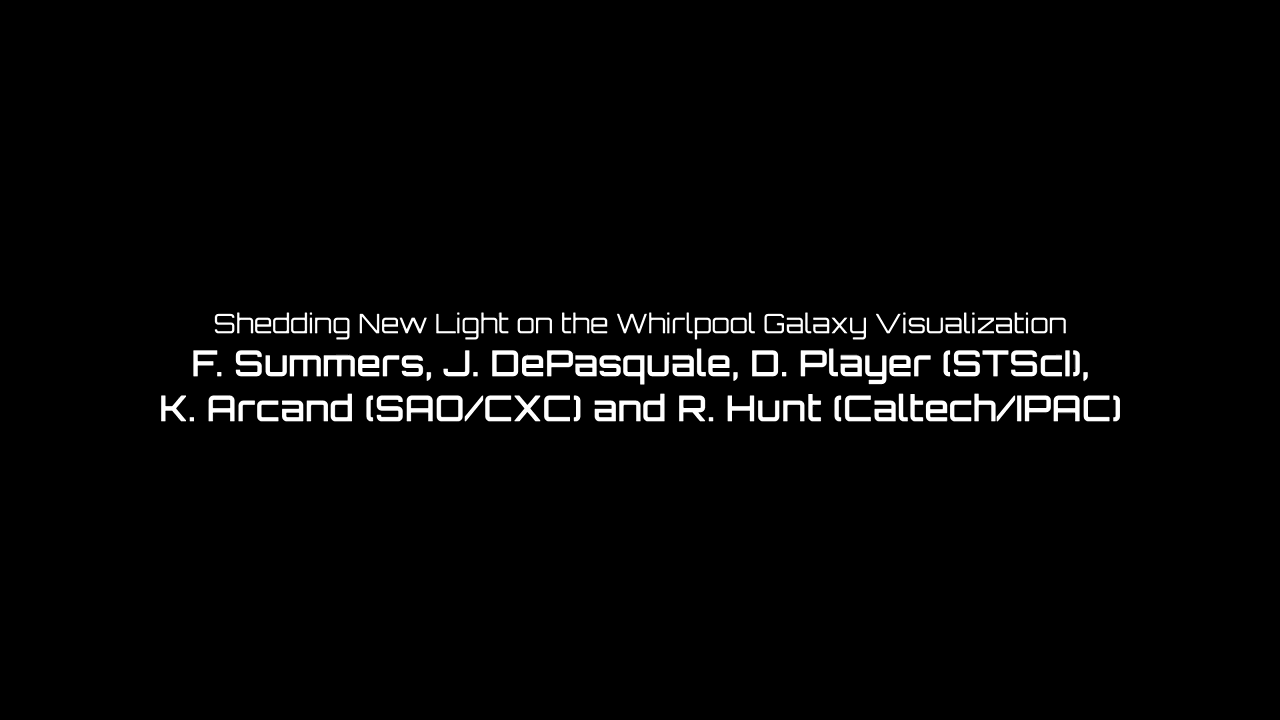 Shedding New Light on the Whirlpool Galaxy Visualization
F. Summers, J. DePasquale, D. Player (STScI),
K. Arcand (SAO/CXC) and R. Hunt (Caltech/IPAC)